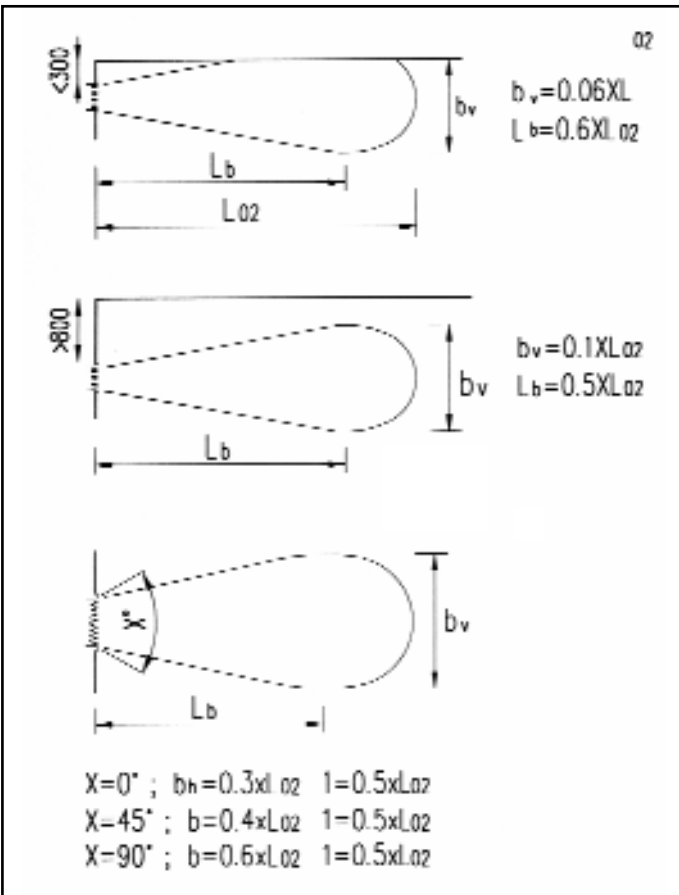 02
<300
bv=0.06XL
Lb=0.6XL02
bv
Lb
L02
>800
bv=0.1XL02
Lb=0.5XL02
bv
Lb
X°
bv
Lb
X=0° ; bh=0.3xL02 1=0.5xL02
X=45° ; b=0.4xL02 1=0.5xL02
X=90° ; b=0.6xL02 1=0.5xL02